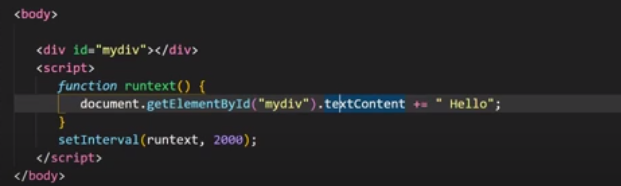 <body>
<div id="mydiv"></div>
<script>
function runtext() {
document.getElementById("mydiv").textContent += " Hello";
}
setInterval(runtext, 2000);
</script>
</body>